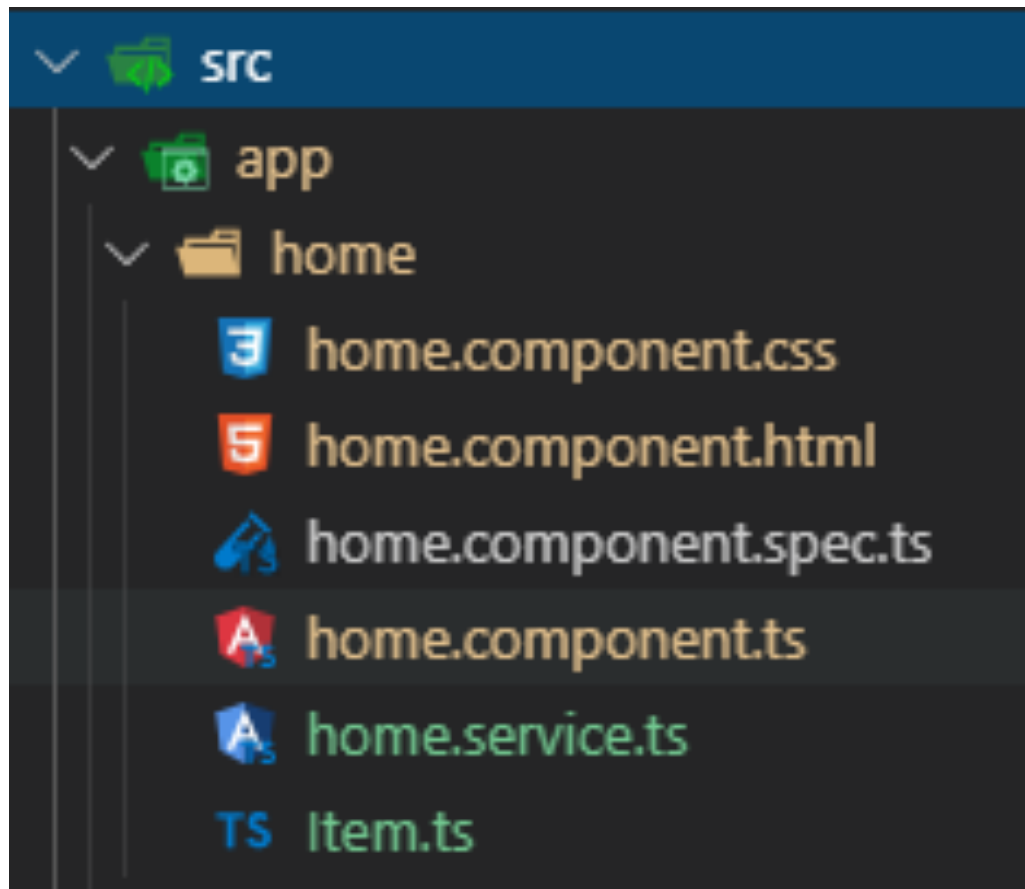 src
app
home
home.component.css
home.component.html
home.component.spec.ts
home.component.ts
home.service.ts
TS Item.ts